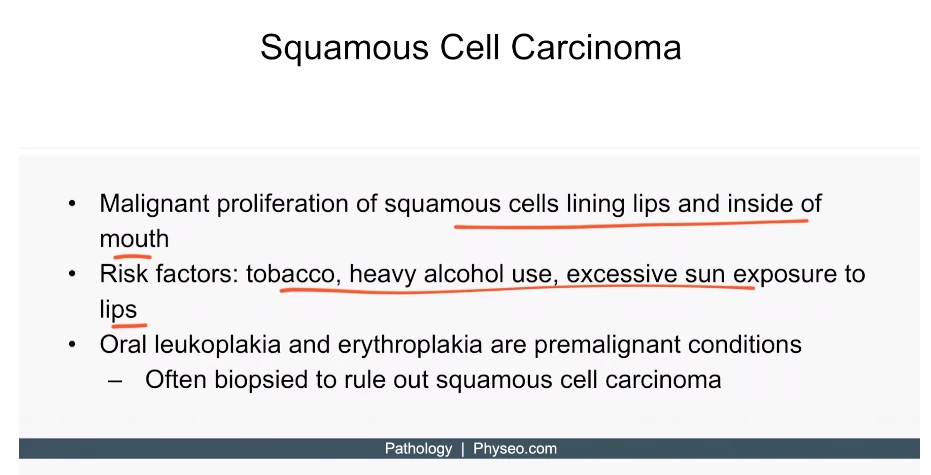 Squamous Cell Carcinoma
• Malignant proliferation of squamous cells lining lips and inside of
mouth
• Risk factors: tobacco, heavy alcohol use, excessive sun exposure to
lips
• Oral leukoplakia and erythroplakia are premalignant conditions
– Often biopsied to rule out squamous cell carcinoma
Pathology | Physeo.com